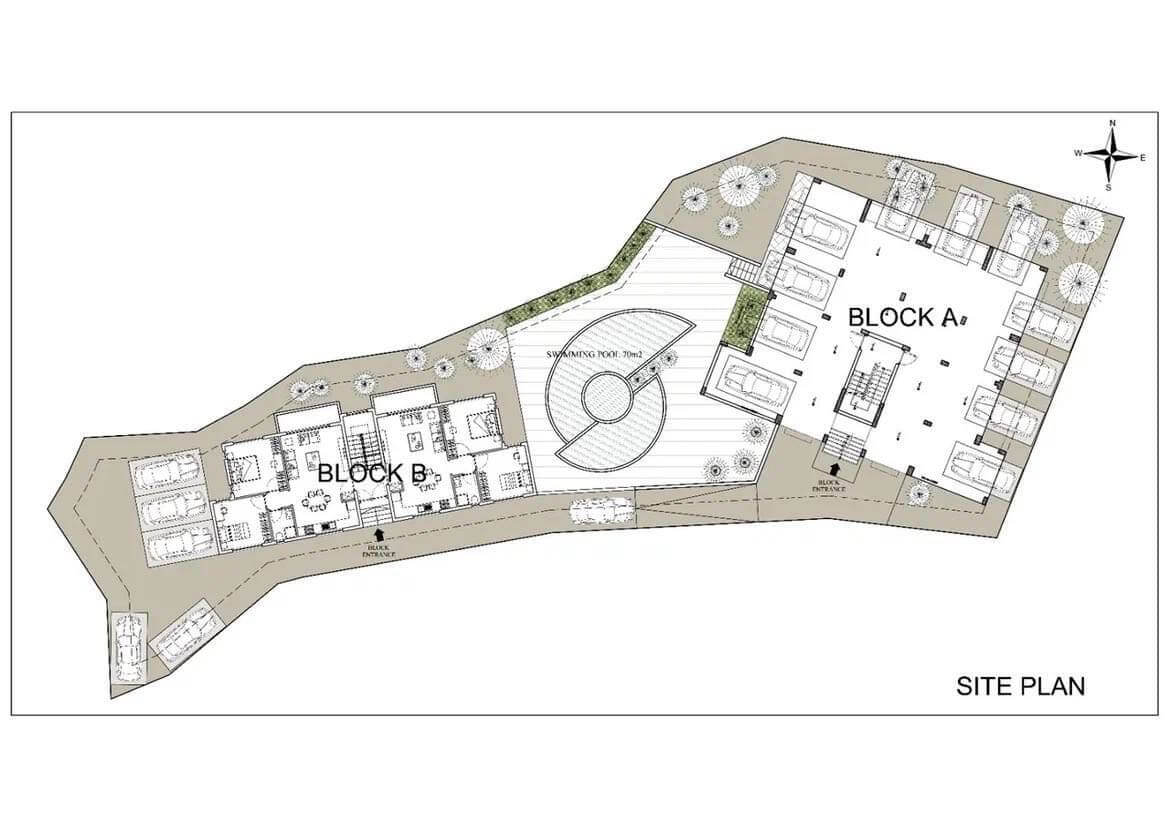 N
W E
S
BLOCK A
SWIMMING POOL 70m2
BLOCK B
BLOCK
ENTRANCE
BLOCK
ENTRANCE
SITE PLAN